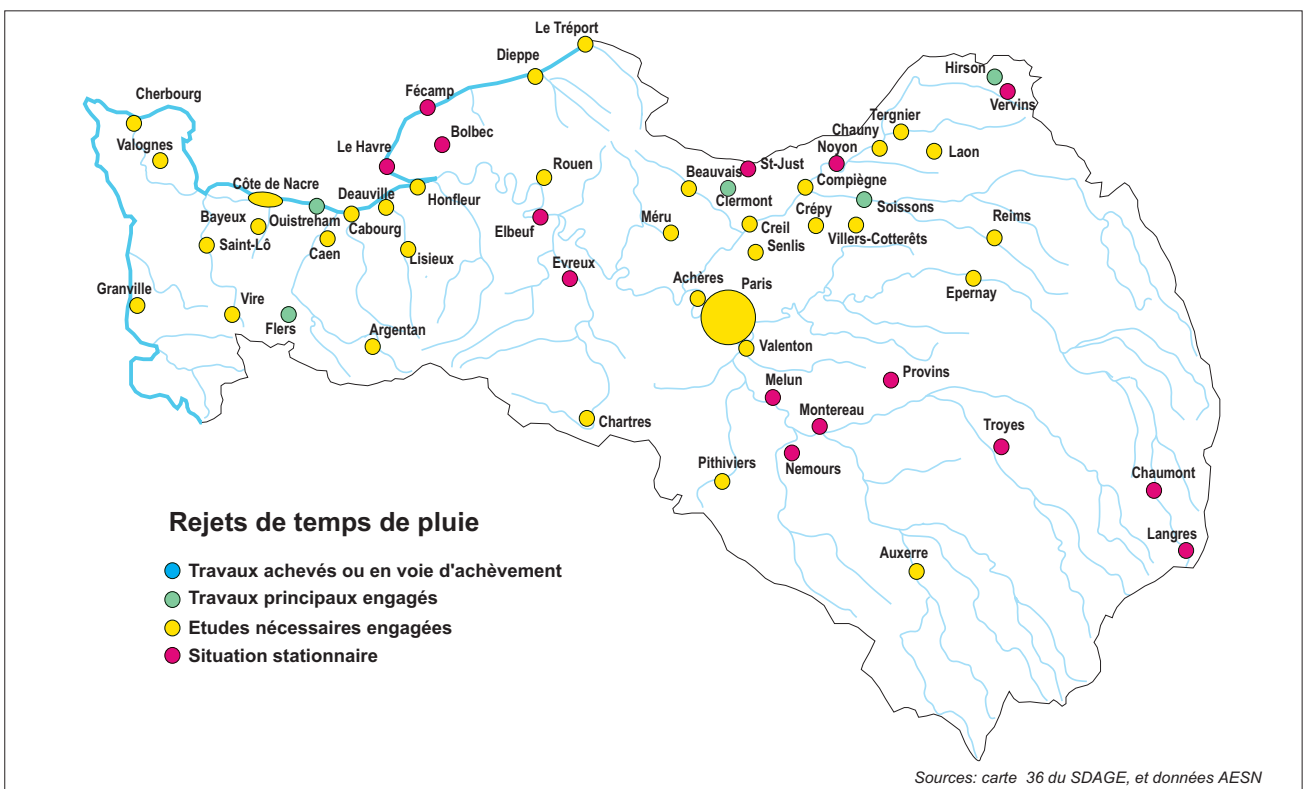 Le Tréport
Dieppe
Hirson
Cherbourg
Fécamp
Vervins
Tergnier
Bolbec
Chauny
Valognes
Le Havre
Noyon
Laon
Rouen
Beauvais
St-Just
Compiègne
Côte de Nacre
Deauville
Honfleur
Clermont
Soissons
Bayeux
Ouistreham
Cabourg
Elbeuf
Méru
Creil
Crépy
Reims
Saint-Lô
Caen
Senlis
Villers-Cotterêts
Lisieux
Evreux
Granville
Achères
Paris
Epernay
Vire
Flers
Argentan
Valenton
Provins
Melun
Montereau
Chartres
Troyes
Pithiviers
Nemours
Chaumont
Langres
Auxerre
Rejets de temps de pluie
Travaux achevés ou en voie d'achèvement
Travaux principaux engagés
Etudes nécessaires engagées
Situation stationnaire
Sources: carte 36 du SDAGE, et données AESN